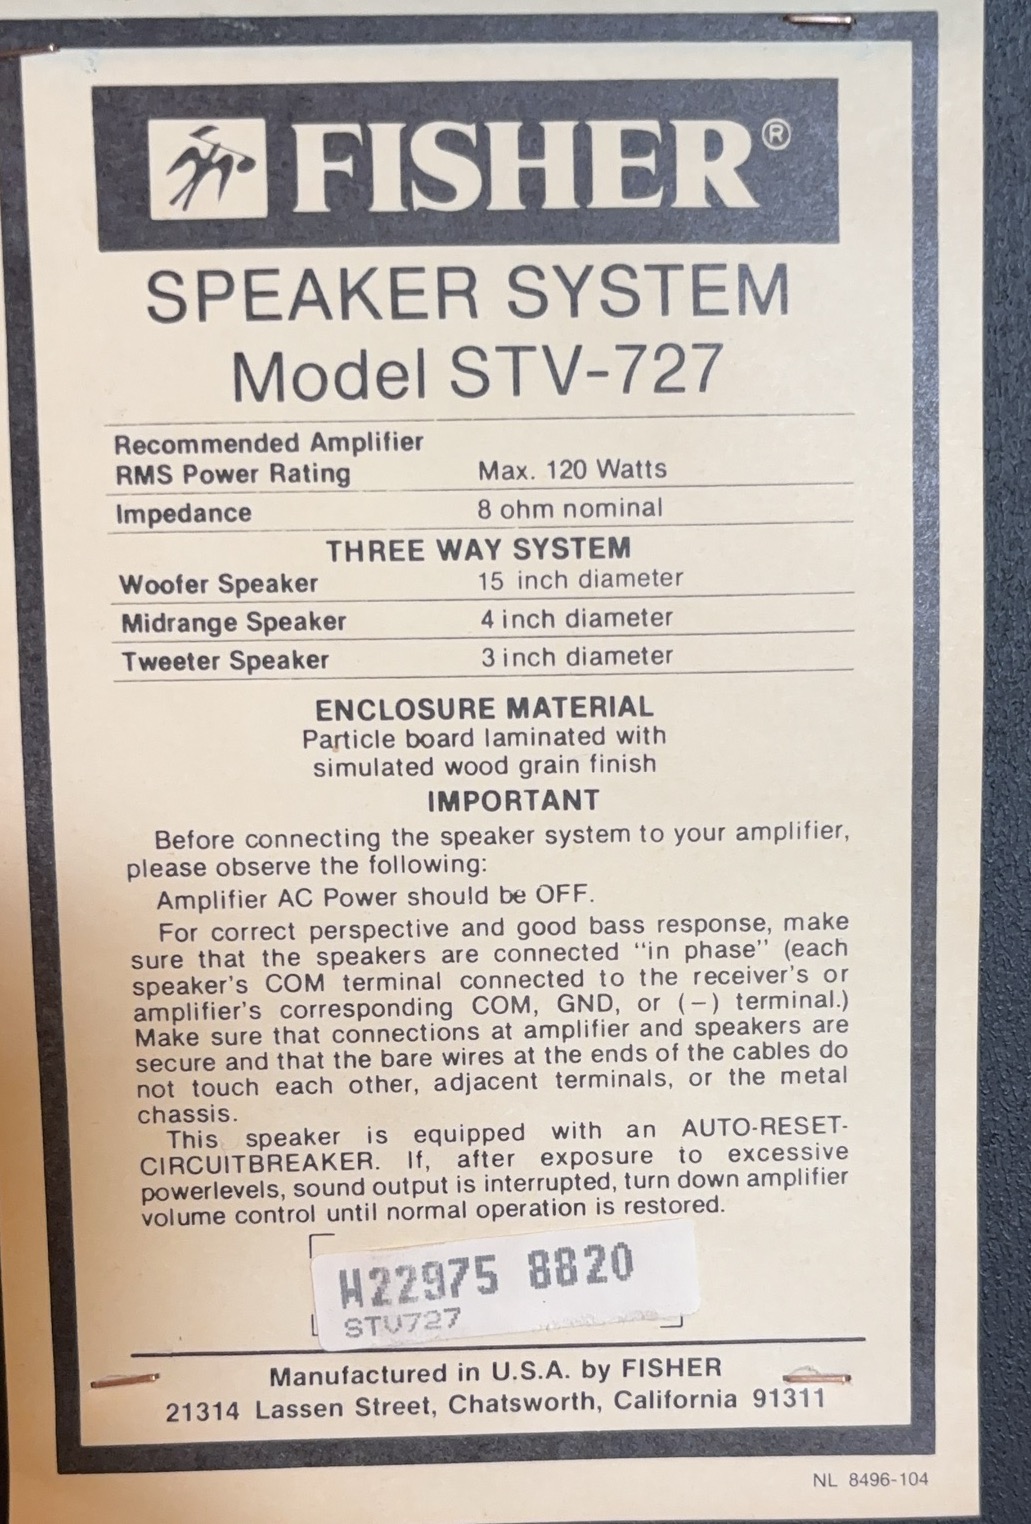 FISHER®
SPEAKER SYSTEM
Model STV-727
Recommended Amplifier
RMS Power Rating Max. 120 Watts
Impedance 8 ohm nominal
THREE WAY SYSTEM
Woofer Speaker 15 inch diameter
Midrange Speaker 4 inch diameter
Tweeter Speaker 3 inch diameter
ENCLOSURE MATERIAL
Particle board laminated with
simulated wood grain finish
IMPORTANT
Before connecting the speaker system to your amplifier,
please observe the following:
Amplifier AC Power should be OFF.
For correct perspective and good bass response, make
sure that the speakers are connected "in phase" (each
speaker's COM terminal connected to the receiver's or
amplifier's corresponding COM, GND, or (−) terminal.)
Make sure that connections at amplifier and speakers are
secure and that the bare wires at the ends of the cables do
not touch each other, adjacent terminals, or the metal
chassis.
This speaker is equipped with an AUTO-RESET-
CIRCUITBREAKER. If, after exposure to excessive
powerlevels, sound output is interrupted, turn down amplifier
volume control until normal operation is restored.
W22975 8820
STV727
Manufactured in U.S.A. by FISHER
21314 Lassen Street, Chatsworth, California 91311
NL 8496-104